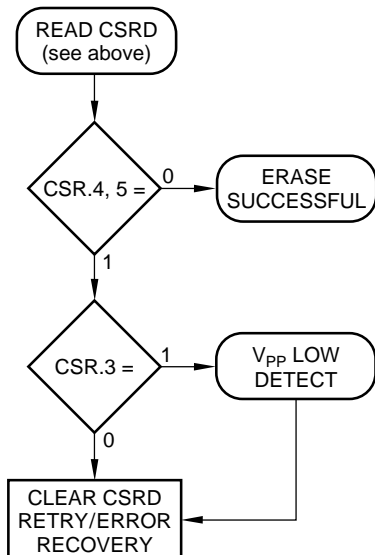 READ CSRD
(see above)
CSR.4, 5 =
0
ERASE
SUCCESSFUL
1
CSR.3 =
1
VPP LOW
DETECT
0
CLEAR CSRD
RETRY/ERROR
RECOVERY